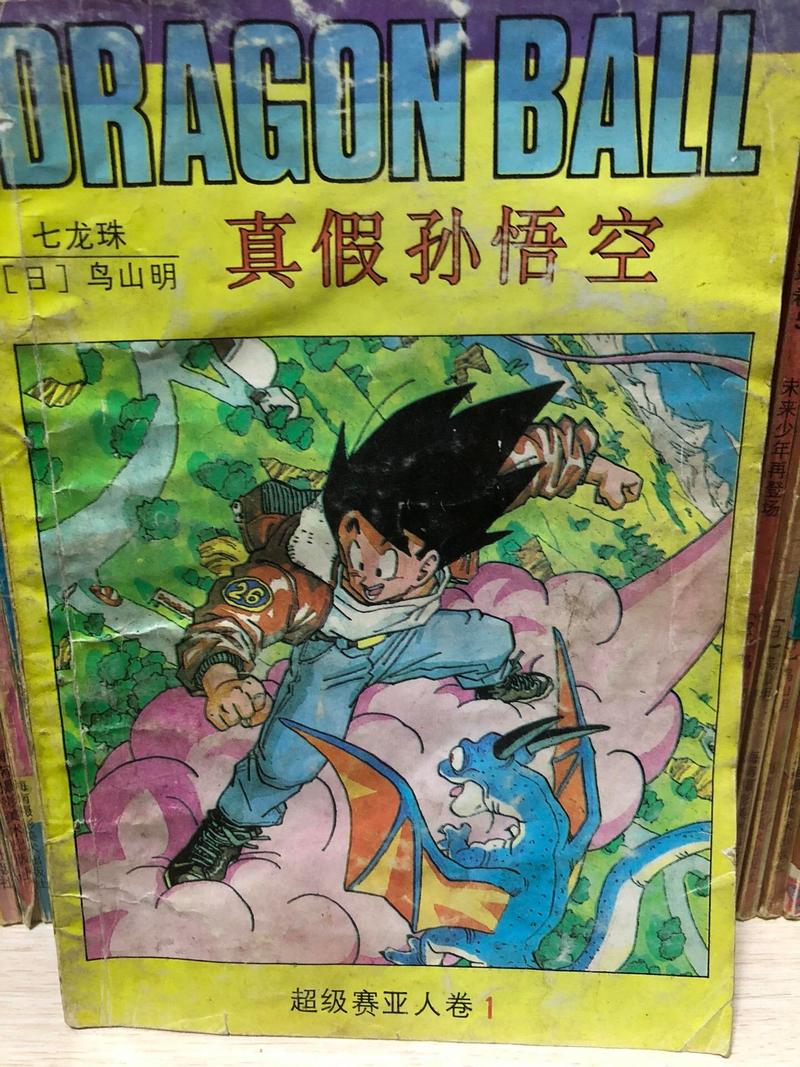 DRAGON BALL
七龙珠
[日]鸟山明
真假孙悟空
26
超级赛亚人卷1
未来少年再登场